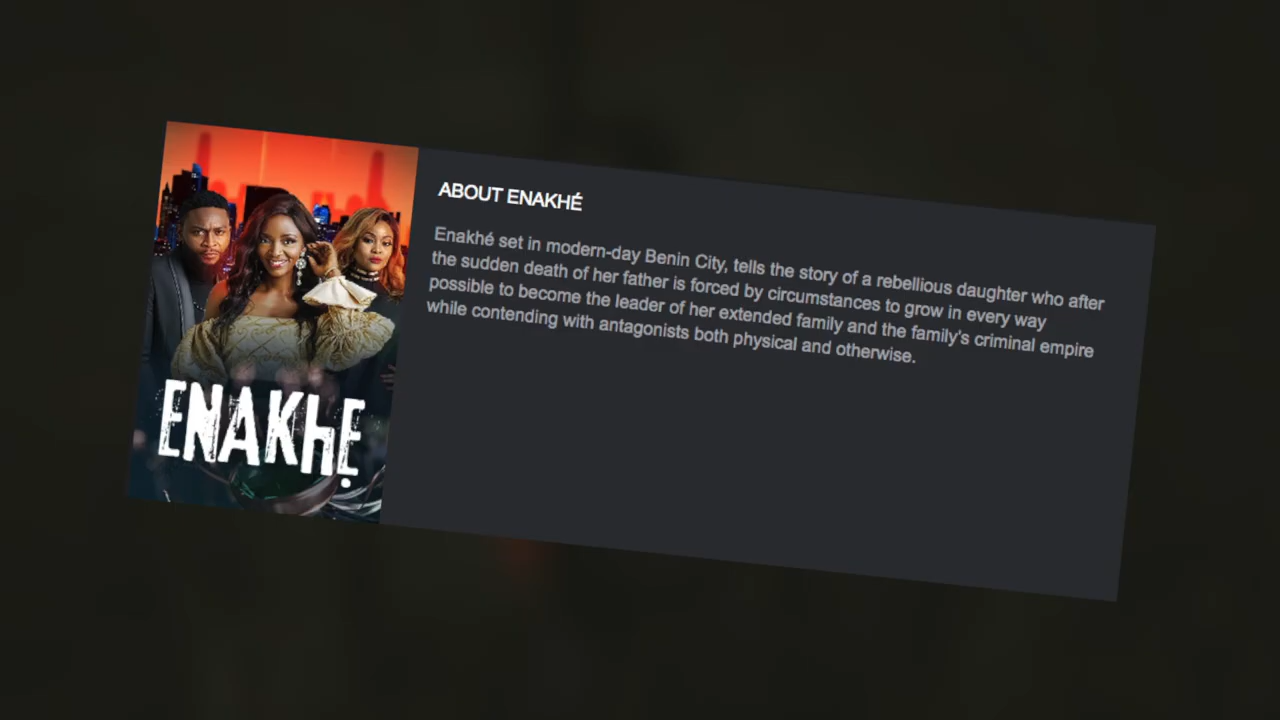 ENAKHẸ
ABOUT ENAKHÉ
Enakhé set in modern-day Benin City, tells the story of a rebellious daughter who after
the sudden death of her father is forced by circumstances to grow in every way
possible to become the leader of her extended family and the family's criminal empire
while contending with antagonists both physical and otherwise.